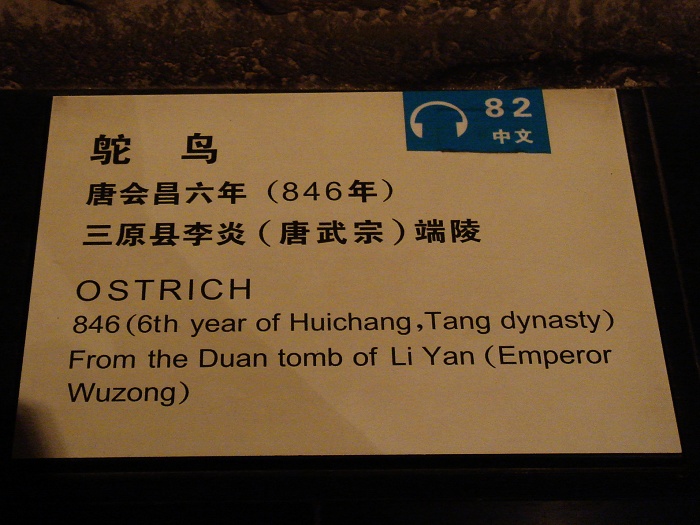 82
中文
鸵 鸟
唐会昌六年（846年）
三原县李炎（唐武宗）端陵
OSTRICH
846(6th year of Huichang,Tang dynasty)
From the Duan tomb of Li Yan (Emperor
Wuzong)